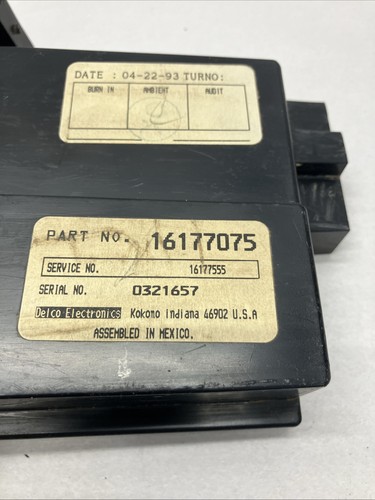 DATE : 04-22-93 TURNO:
BURN IN AMBIENT AUDIT
PART NO. 16177075
SERVICE NO. 16177555
SERIAL NO. 0321657
Delco Electronics Kokomo Indiana 46902 U.S.A
ASSEMBLED IN MEXICO.